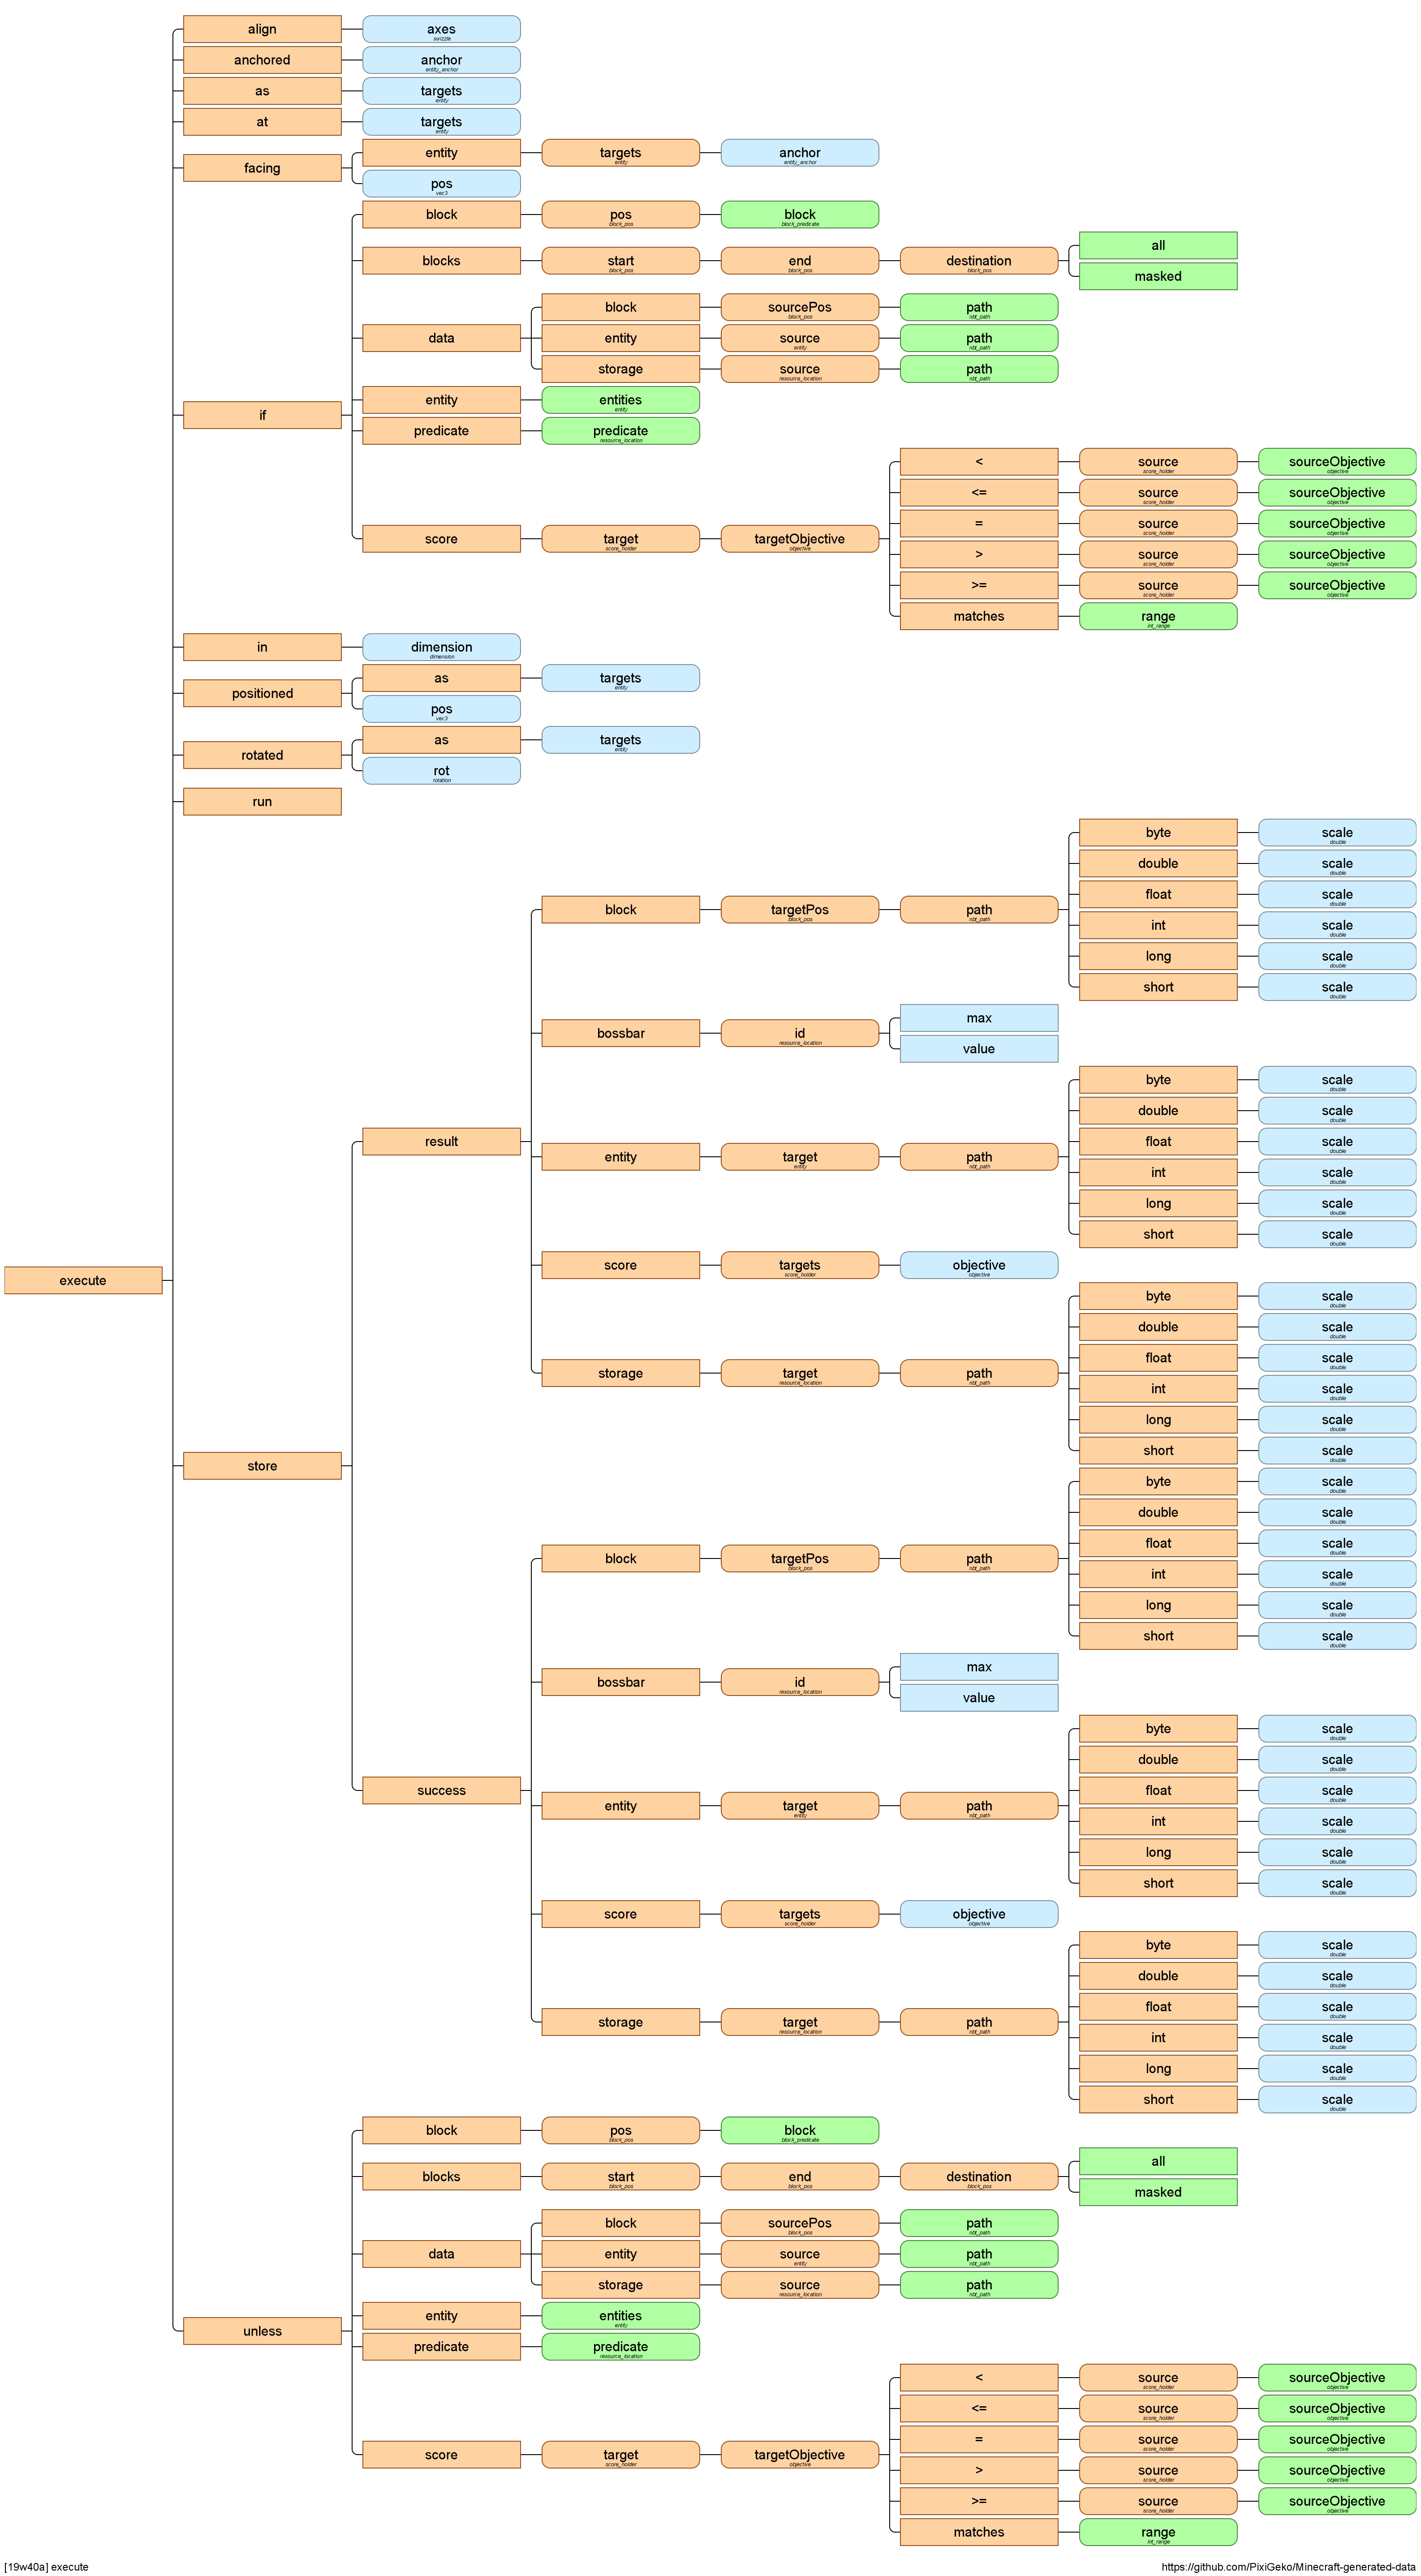 align axes
swizzle
anchored anchor
entity_anchor
as targets
entity
at targets
entity
entity targets anchor
entity entity_anchor
facing
pos
vec3
block pos block
block_pos block_predicate
all
blocks start end destination
block_pos block_pos block_pos
masked
block sourcePos path
block_pos nbt_path
data entity source path
entity nbt_path
storage source path
resource_location nbt_path
entity entities
entity
if
predicate predicate
resource_location
< source sourceObjective
score_holder objective
<= source sourceObjective
score_holder objective
= source sourceObjective
score_holder objective
score target targetObjective
score_holder objective
> source sourceObjective
score_holder objective
>= source sourceObjective
score_holder objective
matches range
int_range
in dimension
dimension
as targets
entity
positioned
pos
vec3
as targets
entity
rotated
rot
rotation
run
byte scale
double
double scale
double
float scale
double
block targetPos path
block_pos nbt_path
int scale
double
long scale
double
short scale
double
max
bossbar id
resource_location
value
byte scale
double
double scale
double
result float scale
double
entity target path
entity nbt_path
int scale
double
long scale
double
short scale
double
score targets objective
score_holder objective
execute
byte scale
double
double scale
double
float scale
double
storage target path
resource_location nbt_path
int scale
double
long scale
double
short scale
double
store
byte scale
double
double scale
double
float scale
double
block targetPos path
block_pos nbt_path
int scale
double
long scale
double
short scale
double
max
bossbar id
resource_location
value
byte scale
double
double scale
double
success float scale
double
entity target path
entity nbt_path
int scale
double
long scale
double
short scale
double
score targets objective
score_holder objective
byte scale
double
double scale
double
float scale
double
storage target path
resource_location nbt_path
int scale
double
long scale
double
short scale
double
block pos block
block_pos block_predicate
all
blocks start end destination
block_pos block_pos block_pos
masked
block sourcePos path
block_pos nbt_path
data entity source path
entity nbt_path
storage source path
resource_location nbt_path
entity entities
entity
unless
predicate predicate
resource_location
< source sourceObjective
score_holder objective
<= source sourceObjective
score_holder objective
= source sourceObjective
score_holder objective
score target targetObjective
score_holder objective
> source sourceObjective
score_holder objective
>= source sourceObjective
score_holder objective
matches range
int_range
[19w40a] execute
https://github.com/PixiGeko/Minecraft-generated-data